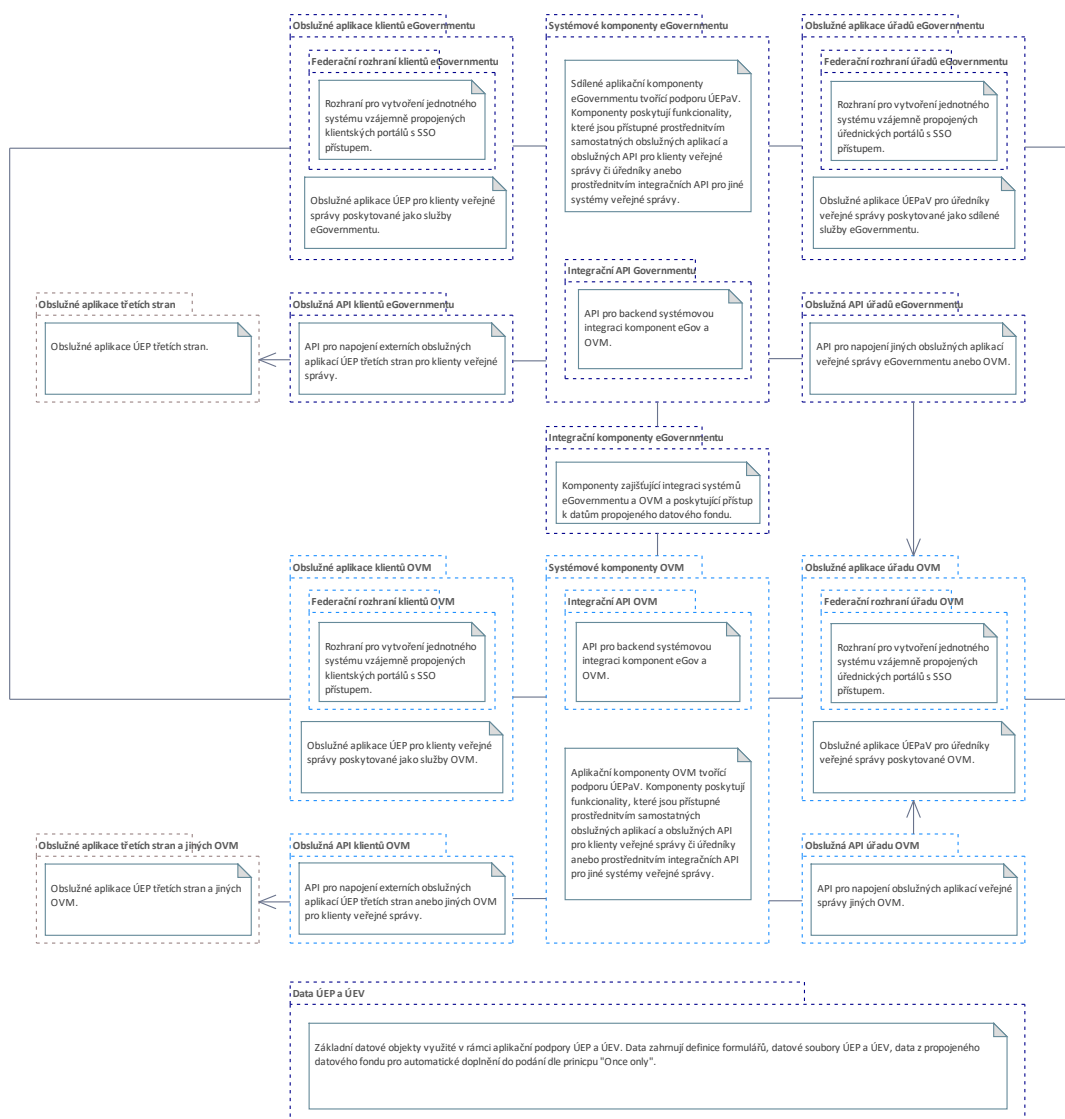 Obslužné aplikace klientů eGovernmentu
Federační rozhraní klientů eGovernmentu
Rozhraní pro vytvoření jednotného
systému vzájemně propojených
klientských portálů s SSO
přístupem.
Obslužné aplikace ÚEP pro klienty veřejné
správy poskytované jako služby
eGovernmentu.
Systémové komponenty eGovernmentu
Sdílené aplikační komponenty
eGovernmentu tvořící podporu ÚEPaV.
Komponenty poskytují funkcionality,
které jsou přístupné prostřednitvím
samostatných obslužných aplikací a
obslužných API pro klienty veřejné
správy či úředníky anebo
prostřednitvím integračních API pro jiné
systémy veřejné správy.
Integrační API Governmentu
API pro backend systémovou
integraci komponent eGov a
OVM.
Obslužné aplikace úřadů eGovernmentu
Federační rozhraní úřadů eGovernmentu
Rozhraní pro vytvoření jednotného
systému vzájemně propojených
úřednických portálů s SSO
přístupem.
Obslužné aplikace ÚEPaV pro úředníky
veřejné správy poskytované jako sdílené
služby eGovernmentu.
Obslužné aplikace třetích stran
Obslužné aplikace ÚEP třetích stran.
Obslužná API klientů eGovernmentu
API pro napojení externích obslužných
aplikací ÚEP třetích stran pro klienty veřejné
správy.
Obslužná API úřadů eGovernmentu
API pro napojení jiných obslužných aplikací
veřejné správy eGovernmentu anebo OVM.
Integrační komponenty eGovernmentu
Komponenty zajišťující integraci systémů
eGovernmentu a OVM a poskytující přístup
k datům propojeného datového fondu.
Obslužné aplikace klientů OVM
Federační rozhraní klientů OVM
Rozhraní pro vytvoření jednotného
systému vzájemně propojených
klientských portálů s SSO
přístupem.
Obslužné aplikace ÚEP pro klienty veřejné
správy poskytované jako služby OVM.
Systémové komponenty OVM
Integrační API OVM
API pro backend systémovou
integraci komponent eGov a
OVM.
Aplikační komponenty OVM tvořící
podporu ÚEPaV. Komponenty poskytují
funkcionality, které jsou přístupné
prostřednitvím samostatných
obslužných aplikací a obslužných API
pro klienty veřejné správy či úředníky
anebo prostřednitvím integračních API
pro jiné systémy veřejné správy.
Obslužné aplikace úřadu OVM
Federační rozhraní úřadu OVM
Rozhraní pro vytvoření jednotného
systému vzájemně propojených
úřednických portálů s SSO
přístupem.
Obslužné aplikace ÚEPaV pro úředníky
veřejné správy poskytované OVM.
Obslužné aplikace třetích stran a jiných OVM
Obslužné aplikace ÚEP třetích stran a jiných
OVM.
Obslužná API klientů OVM
API pro napojení externích obslužných
aplikací ÚEP třetích stran anebo jiných OVM
pro klienty veřejné správy.
Obslužná API úřadu OVM
API pro napojení obslužných aplikací veřejné
správy jiných OVM.
Data ÚEP a ÚEV
Základní datové objekty využité v rámci aplikační podpory ÚEP a ÚEV. Data zahrnují definice formulářů, datové soubory ÚEP a ÚEV, data z propojeného
datového fondu pro automatické doplnění do podání dle prinicpu "Once only".